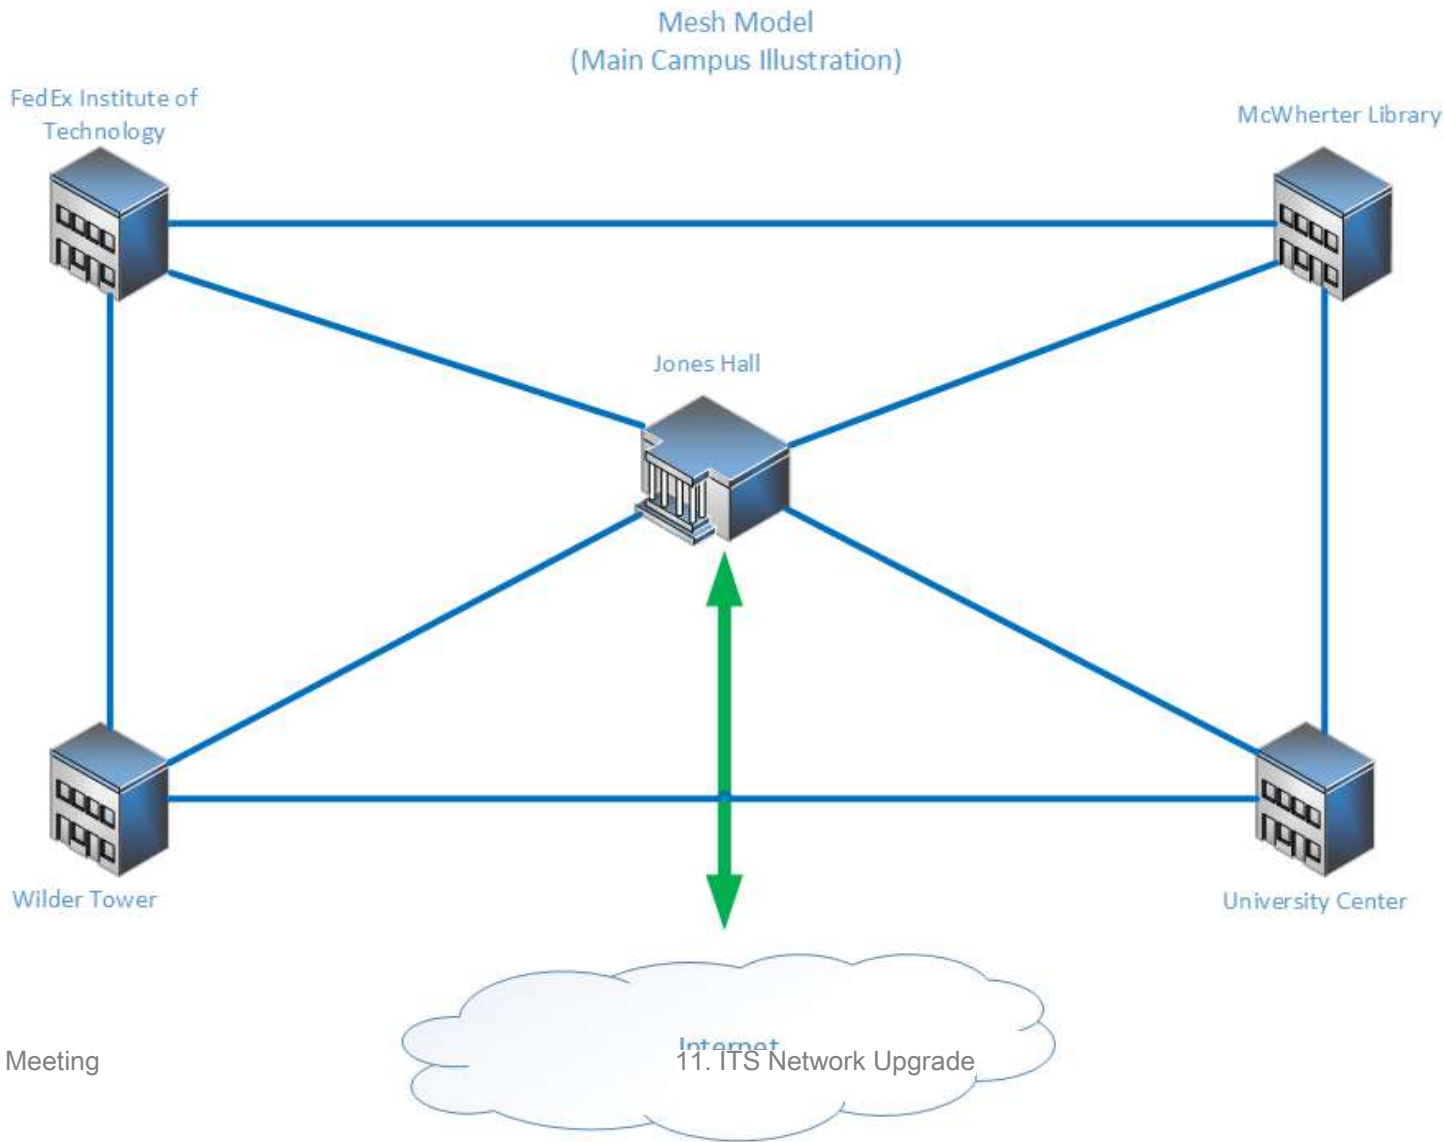 Mesh Model
(Main Campus Illustration)
FedEx Institute of
Technology
McWherter Library
Jones Hall
Wilder Tower
University Center
Internet
Meeting
11. ITS Network Upgrade